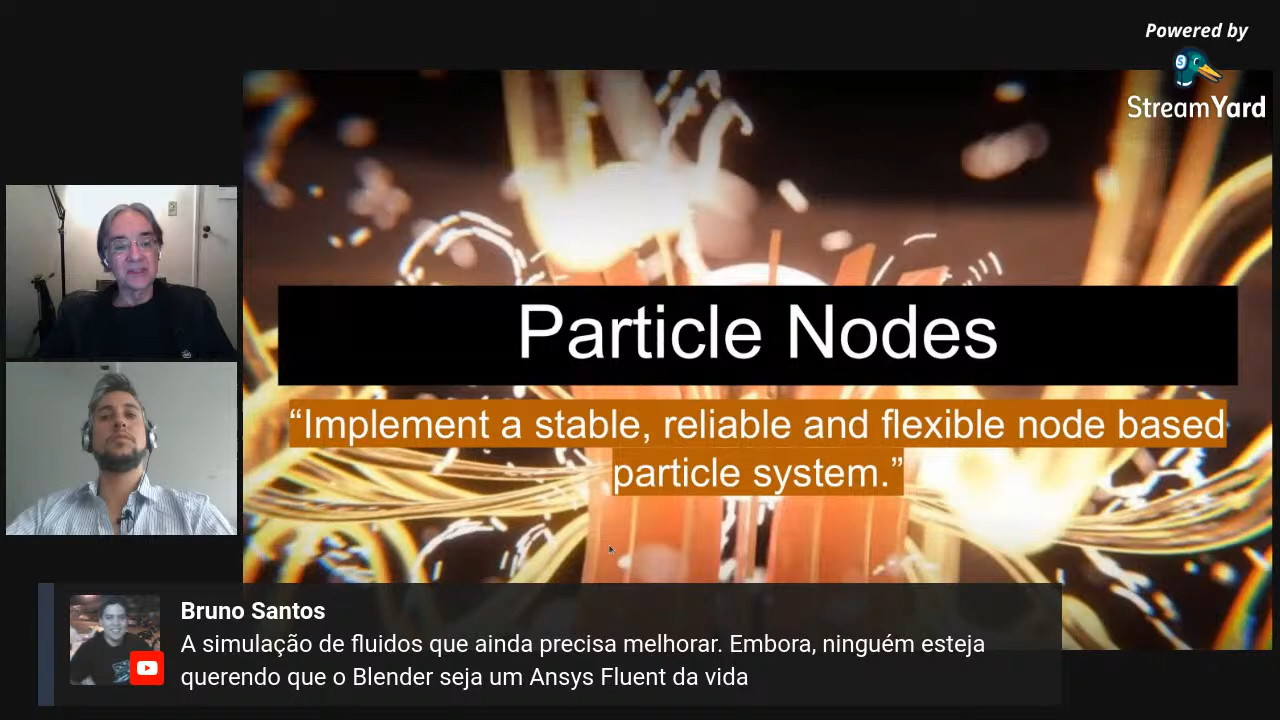 Powered by
StreamYard
Particle Nodes
“Implement a stable, reliable and flexible node based
particle system.”
Bruno Santos
A simulação de fluidos que ainda precisa melhorar. Embora, ninguém esteja
querendo que o Blender seja um Ansys Fluent da vida